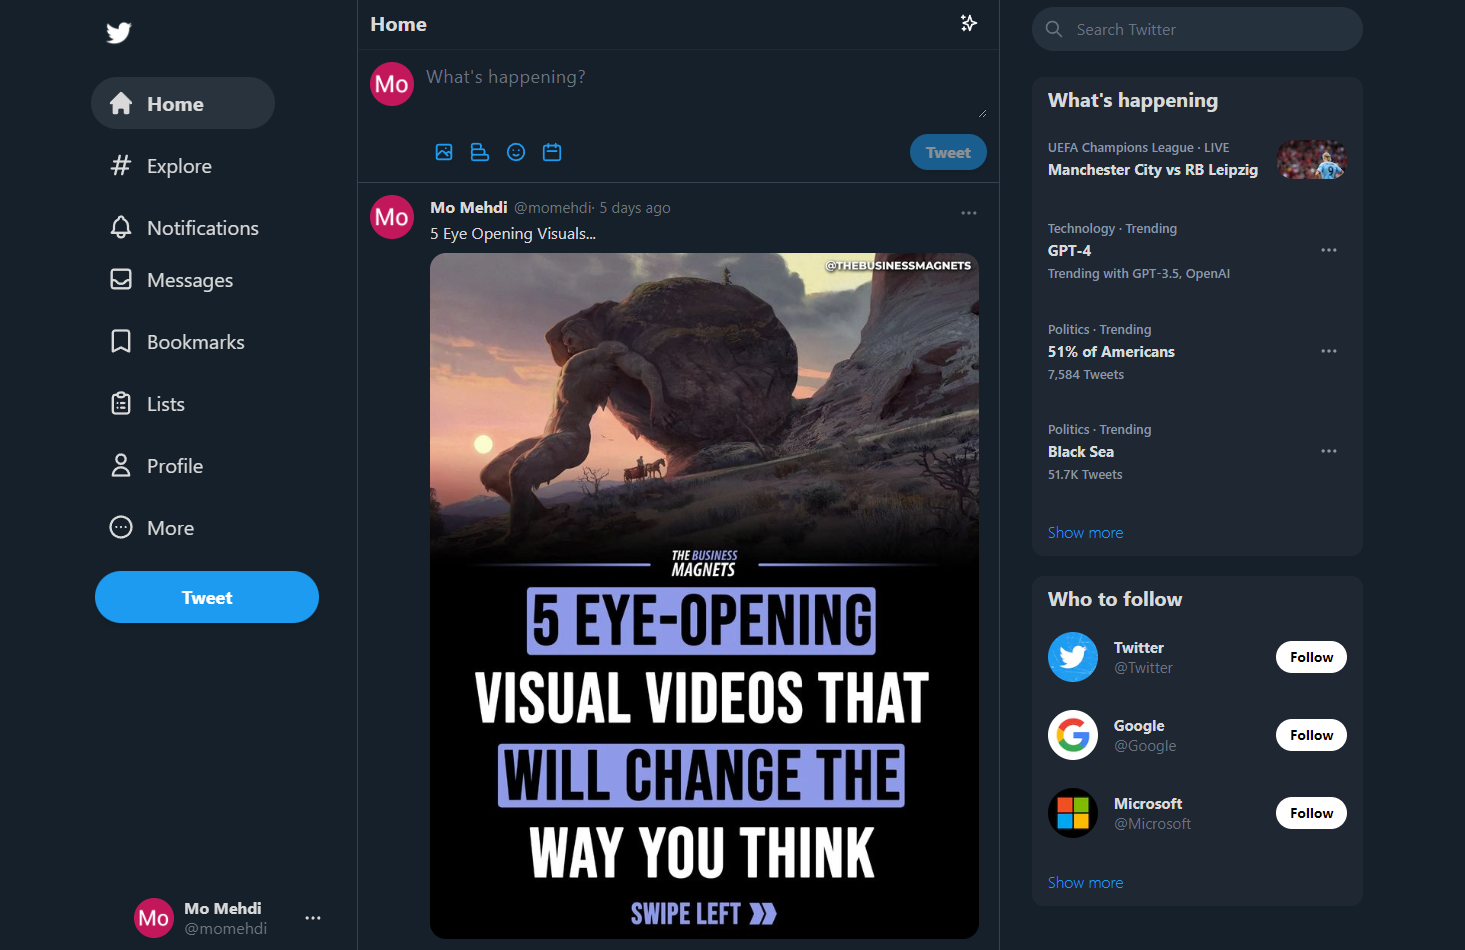 Home
Explore
Notifications
Messages
Bookmarks
Lists
Profile
More
Tweet
Mo
Mo Mehdi
@momehdi
Home
Mo
What's happening?
Tweet
Mo
Mo Mehdi @momehdi· 5 days ago
5 Eye Opening Visuals...
@THEBUSINESSMAGNETS
THE BUSINESS
MAGNETS
5 EYE-OPENING
VISUAL VIDEOS THAT
WILL CHANGE THE
WAY YOU THINK
SWIPE LEFT
Search Twitter
What's happening
UEFA Champions League · LIVE
Manchester City vs RB Leipzig
Technology · Trending
GPT-4
Trending with GPT-3.5, OpenAI
Politics · Trending
51% of Americans
7,584 Tweets
Politics · Trending
Black Sea
51.7K Tweets
Show more
Who to follow
Twitter
@Twitter
Follow
Google
@Google
Follow
Microsoft
@Microsoft
Follow
Show more